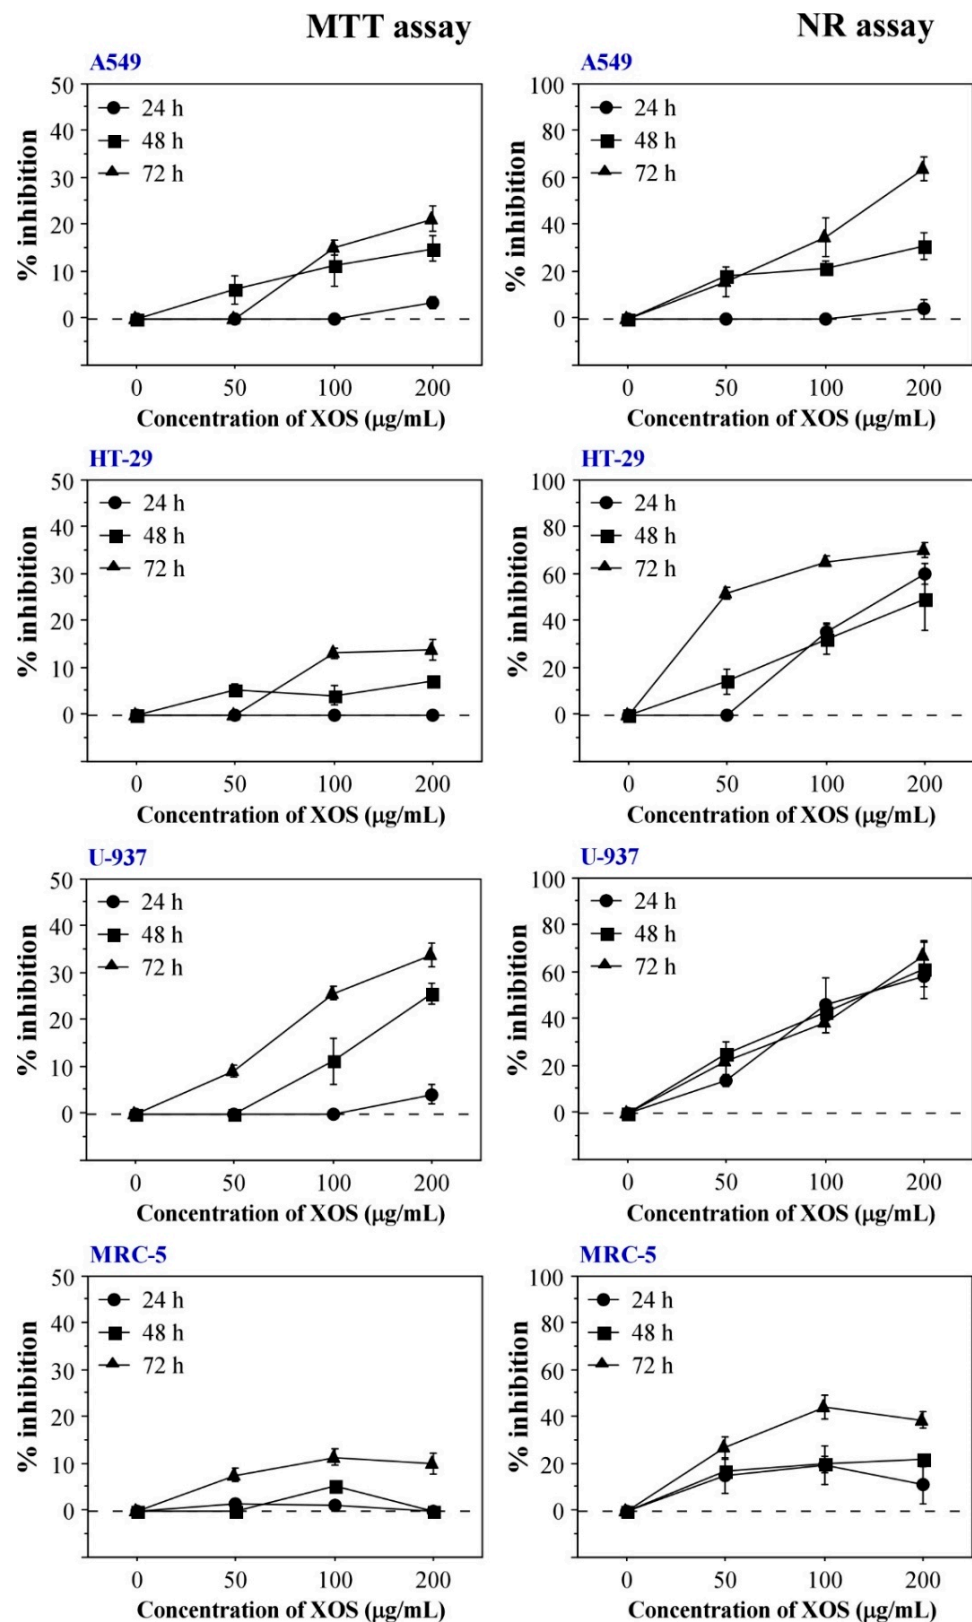 MTT assay
NR assay
A549
50
40
30
20
10
0
% inhibition
24 h
48 h
72 h
0 50 100 200
Concentration of XOS (μg/mL)
A549
100
80
60
40
20
0
% inhibition
24 h
48 h
72 h
0 50 100 200
Concentration of XOS (μg/mL)
HT-29
50
40
30
20
10
0
% inhibition
24 h
48 h
72 h
0 50 100 200
Concentration of XOS (μg/mL)
HT-29
100
80
60
40
20
0
% inhibition
24 h
48 h
72 h
0 50 100 200
Concentration of XOS (μg/mL)
U-937
50
40
30
20
10
0
% inhibition
24 h
48 h
72 h
0 50 100 200
Concentration of XOS (μg/mL)
U-937
100
80
60
40
20
0
% inhibition
24 h
48 h
72 h
0 50 100 200
Concentration of XOS (μg/mL)
MRC-5
50
40
30
20
10
0
% inhibition
24 h
48 h
72 h
0 50 100 200
Concentration of XOS (μg/mL)
MRC-5
100
80
60
40
20
0
% inhibition
24 h
48 h
72 h
0 50 100 200
Concentration of XOS (μg/mL)